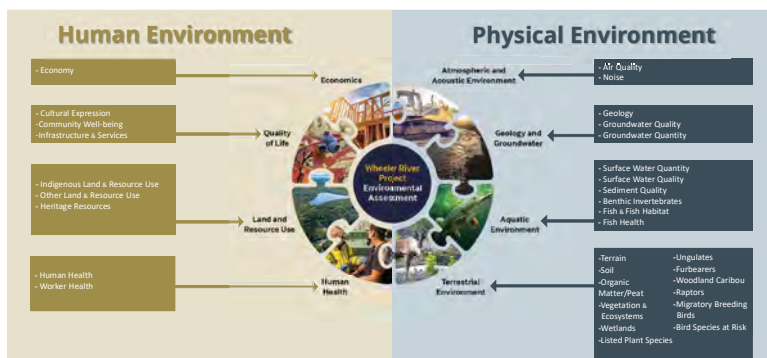 Human Environment
- Economy
Economics
- Cultural Expression
-Community Well-being
-Infrastructure & Services
Quality
of Life
- Indigenous Land & Resource Use
- Other Land & Resource Use
- Heritage Resources
Land and
Resource Use
- Human Health
- Worker Health
Human
Health
Wheeler River
Project
Environmental
Assessment
Physical Environment
Atmospheric and
Acoustic Environment
- Air Quality
- Noise
Geology and
Groundwater
- Geology
- Groundwater Quality
- Groundwater Quantity
Aquatic
Environment
- Surface Water Quantity
- Surface Water Quality
- Sediment Quality
- Benthic Invertebrates
- Fish & Fish Habitat
- Fish Health
Terrestrial
Environment
-Terrain
-Soil
-Organic
Matter/Peat
-Vegetation &
Ecosystems
-Wetlands
-Listed Plant Species
-Ungulates
-Furbearers
-Woodland Caribou
-Raptors
-Migratory Breeding
Birds
-Bird Species at Risk